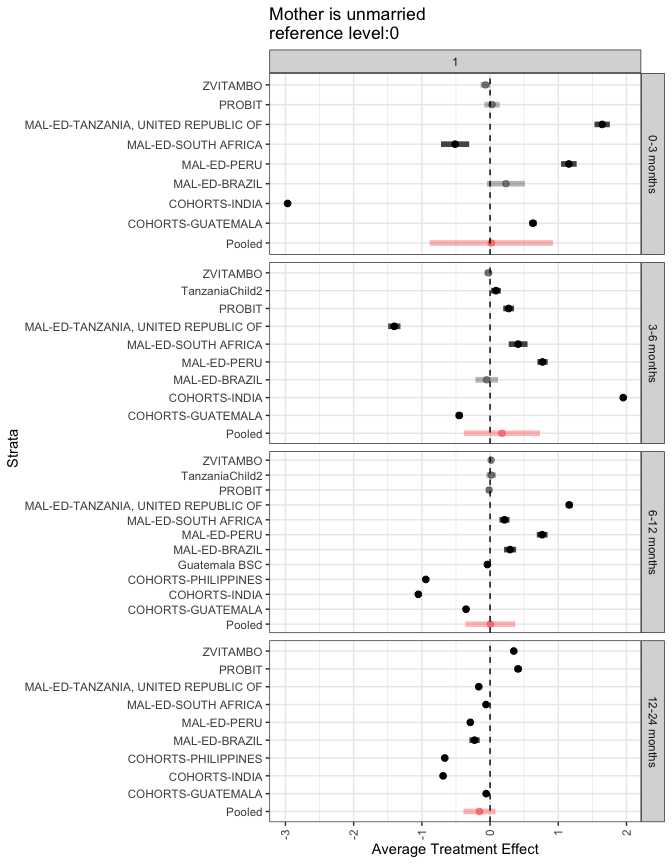 Mother is unmarried
reference level:0
1
ZVITAMBO
PROBIT
MAL-ED-TANZANIA, UNITED REPUBLIC OF
MAL-ED-SOUTH AFRICA
MAL-ED-PERU
MAL-ED-BRAZIL
COHORTS-INDIA
COHORTS-GUATEMALA
Pooled
0-3 months
ZVITAMBO
TanzaniaChild2
PROBIT
MAL-ED-TANZANIA, UNITED REPUBLIC OF
MAL-ED-SOUTH AFRICA
MAL-ED-PERU
MAL-ED-BRAZIL
COHORTS-INDIA
COHORTS-GUATEMALA
Pooled
3-6 months
ZVITAMBO
TanzaniaChild2
PROBIT
MAL-ED-TANZANIA, UNITED REPUBLIC OF
MAL-ED-SOUTH AFRICA
MAL-ED-PERU
MAL-ED-BRAZIL
Guatemala BSC
COHORTS-PHILIPPINES
COHORTS-INDIA
COHORTS-GUATEMALA
Pooled
6-12 months
ZVITAMBO
PROBIT
MAL-ED-TANZANIA, UNITED REPUBLIC OF
MAL-ED-SOUTH AFRICA
MAL-ED-PERU
MAL-ED-BRAZIL
COHORTS-PHILIPPINES
COHORTS-INDIA
COHORTS-GUATEMALA
Pooled
12-24 months
Strata
-3 -2 -1 0 1 2
Average Treatment Effect